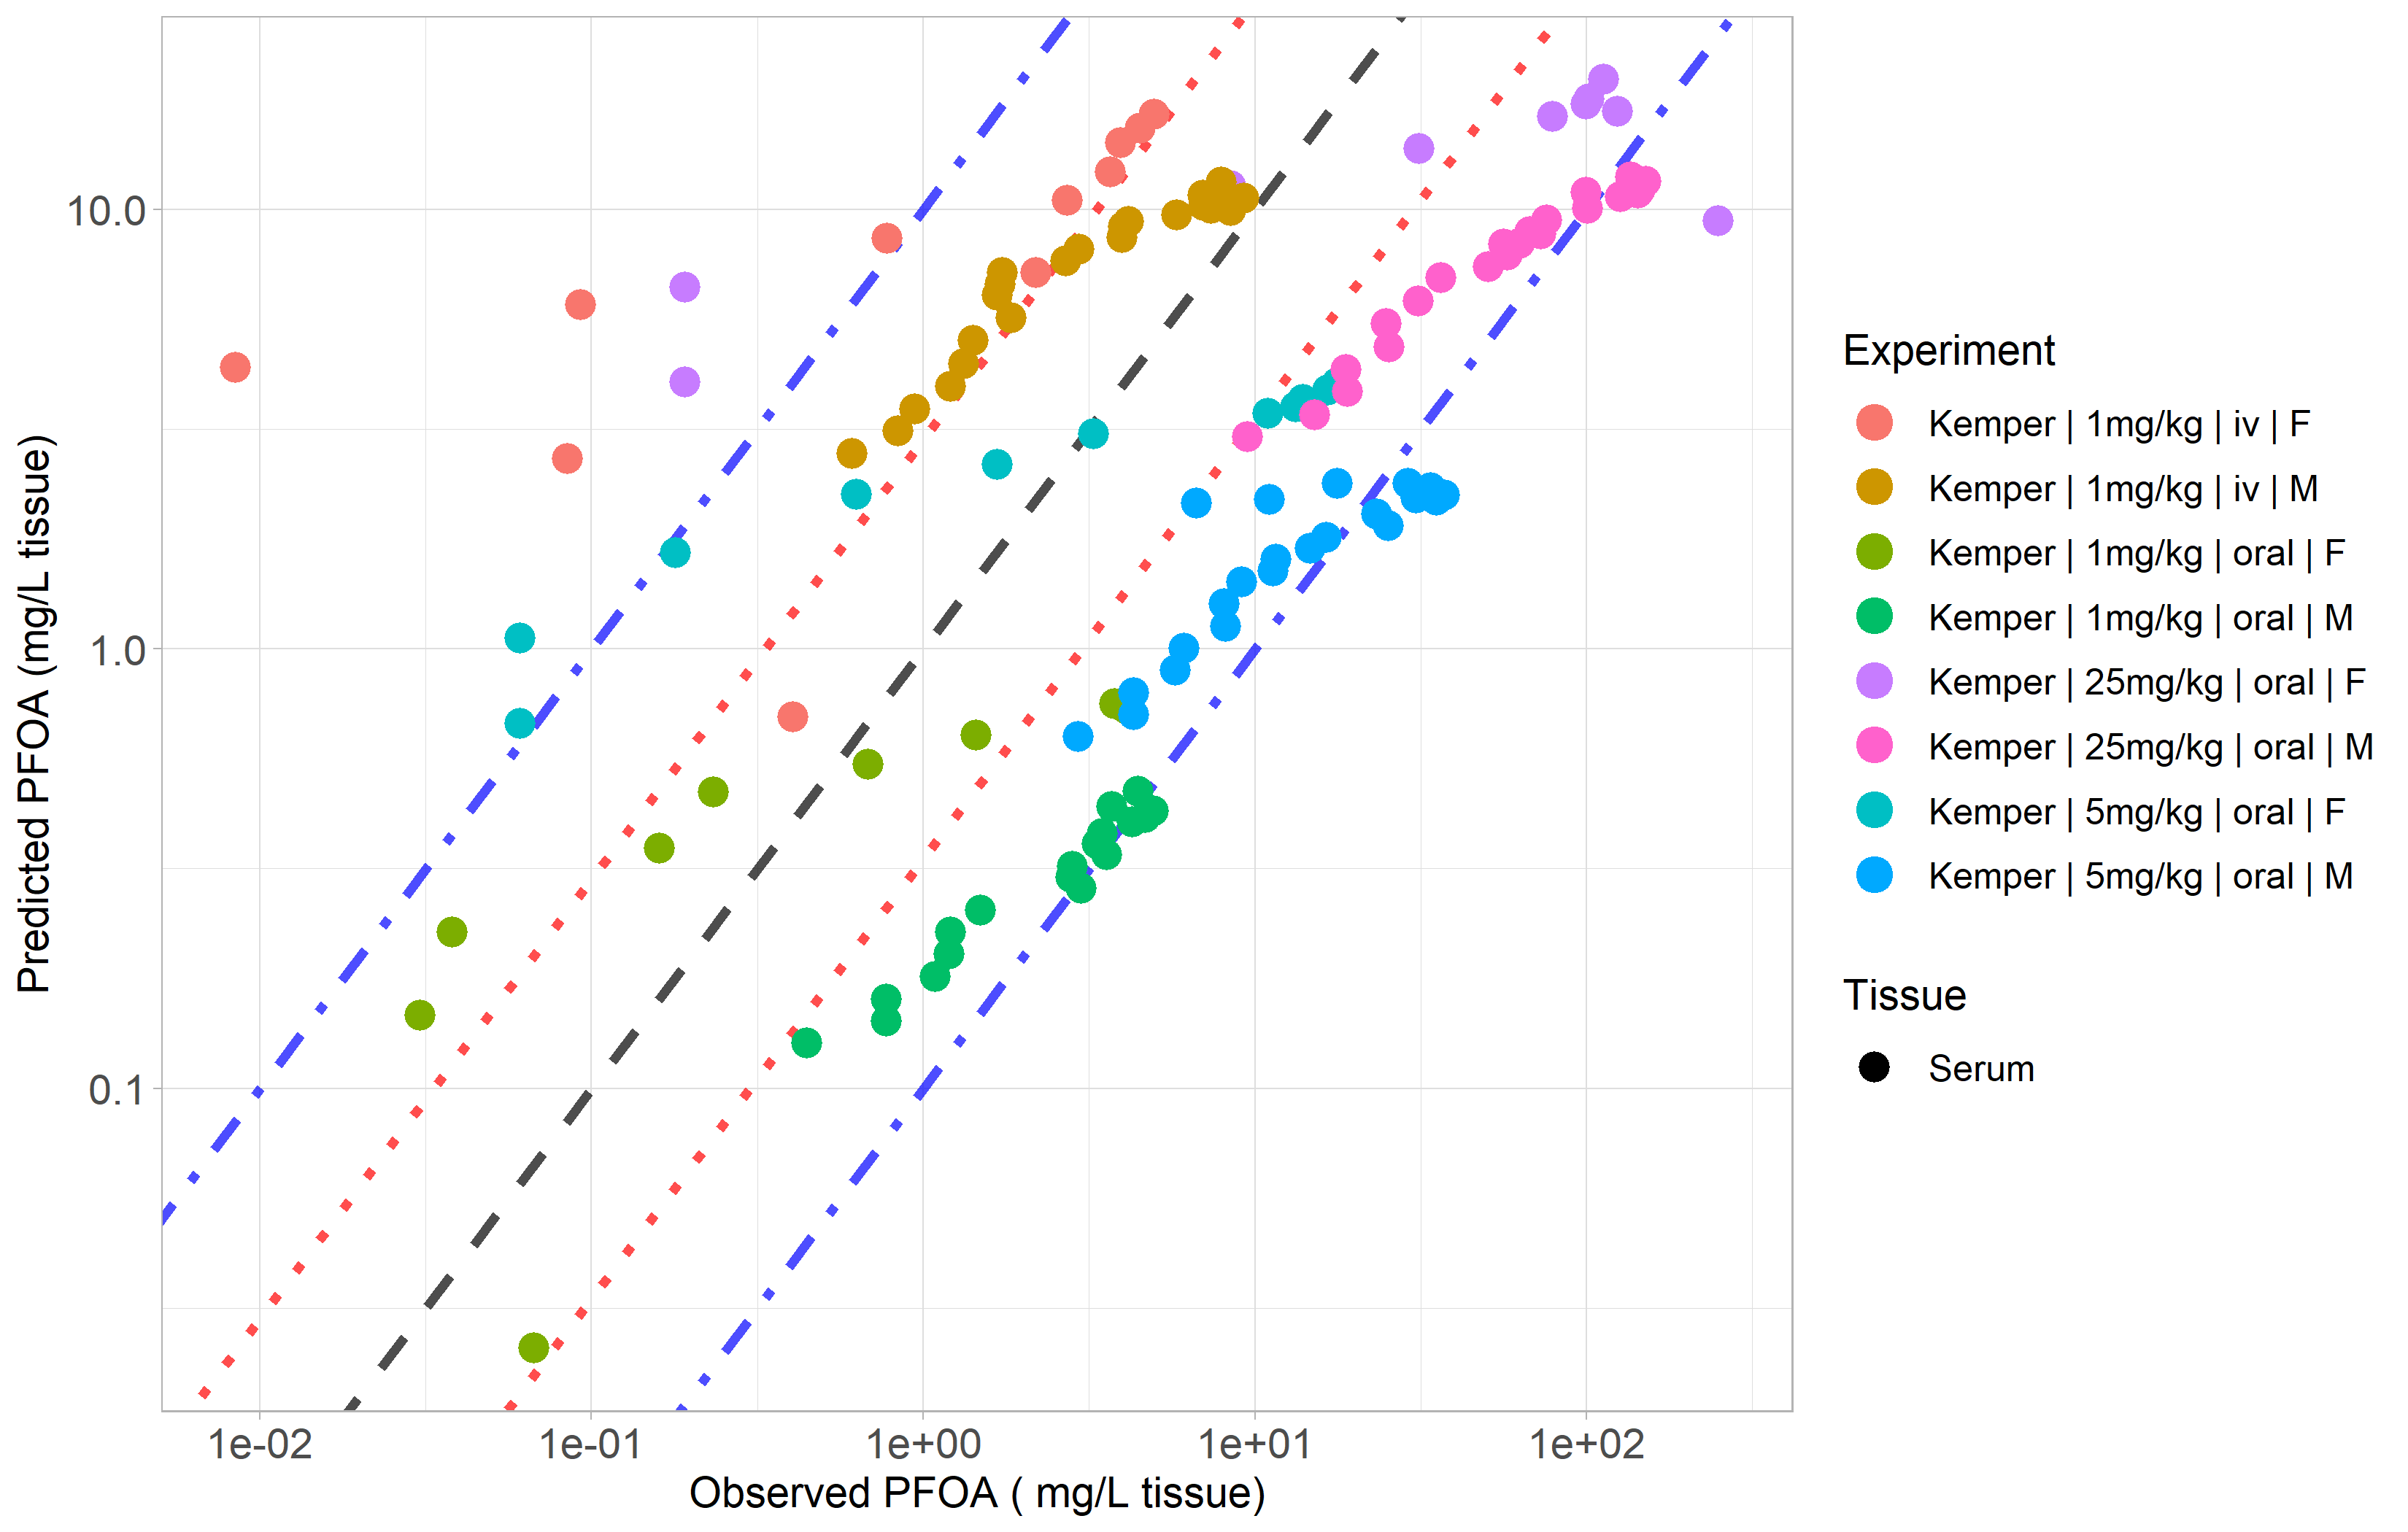 10.0
1.0
0.1
Predicted PFOA (mg/L tissue)
1e-02
1e-01
1e+00
1e+01
1e+02
Observed PFOA ( mg/L tissue)
Experiment
Kemper | 1mg/kg | iv | F
Kemper | 1mg/kg | iv | M
Kemper | 1mg/kg | oral | F
Kemper | 1mg/kg | oral | M
Kemper | 25mg/kg | oral | F
Kemper | 25mg/kg | oral | M
Kemper | 5mg/kg | oral | F
Kemper | 5mg/kg | oral | M
Tissue
Serum